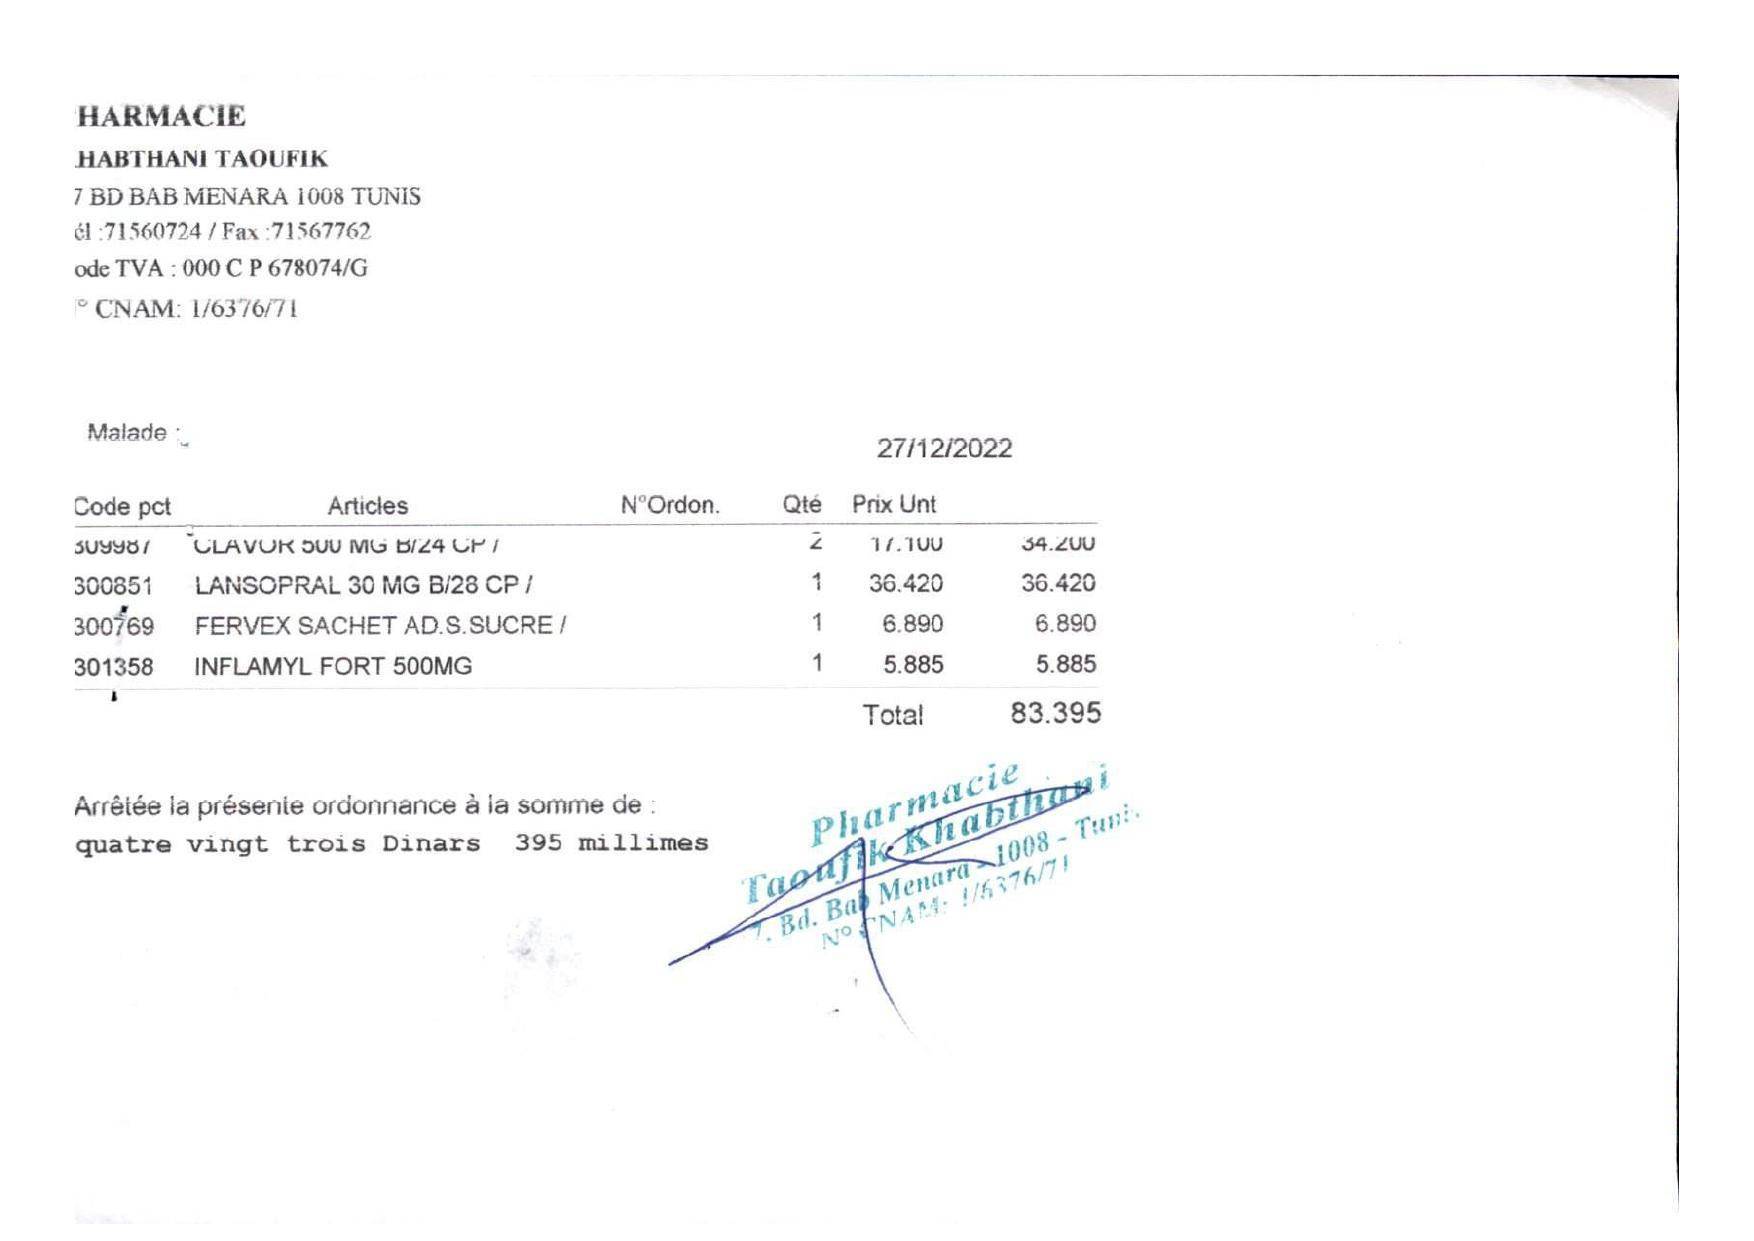 HARMACIE
HABTHANI TAOUFIK
7 BD BAB MENARA 1008 TUNIS
él :71560724 / Fax :71567762
ode TVA : 000 C P 678074/G
° CNAM: 1/6376/71
Malade :
27/12/2022
Code pct Articles N°Ordon. Qté Prix Unt
309987 CLAVOR 500 MG B/24 CP / 2 17.100 34.200
300851 LANSOPRAL 30 MG B/28 CP / 1 36.420 36.420
300769 FERVEX SACHET AD.S.SUCRE / 1 6.890 6.890
301358 INFLAMYL FORT 500MG 1 5.885 5.885
Total 83.395
Arrêtée la présente ordonnance à la somme de :
quatre vingt trois Dinars 395 millimes
Pharmacie
Taoufik Khabthani
7. Bd. Bab Menara - 1008 - Tunis
N° CNAM: 1/6376/71